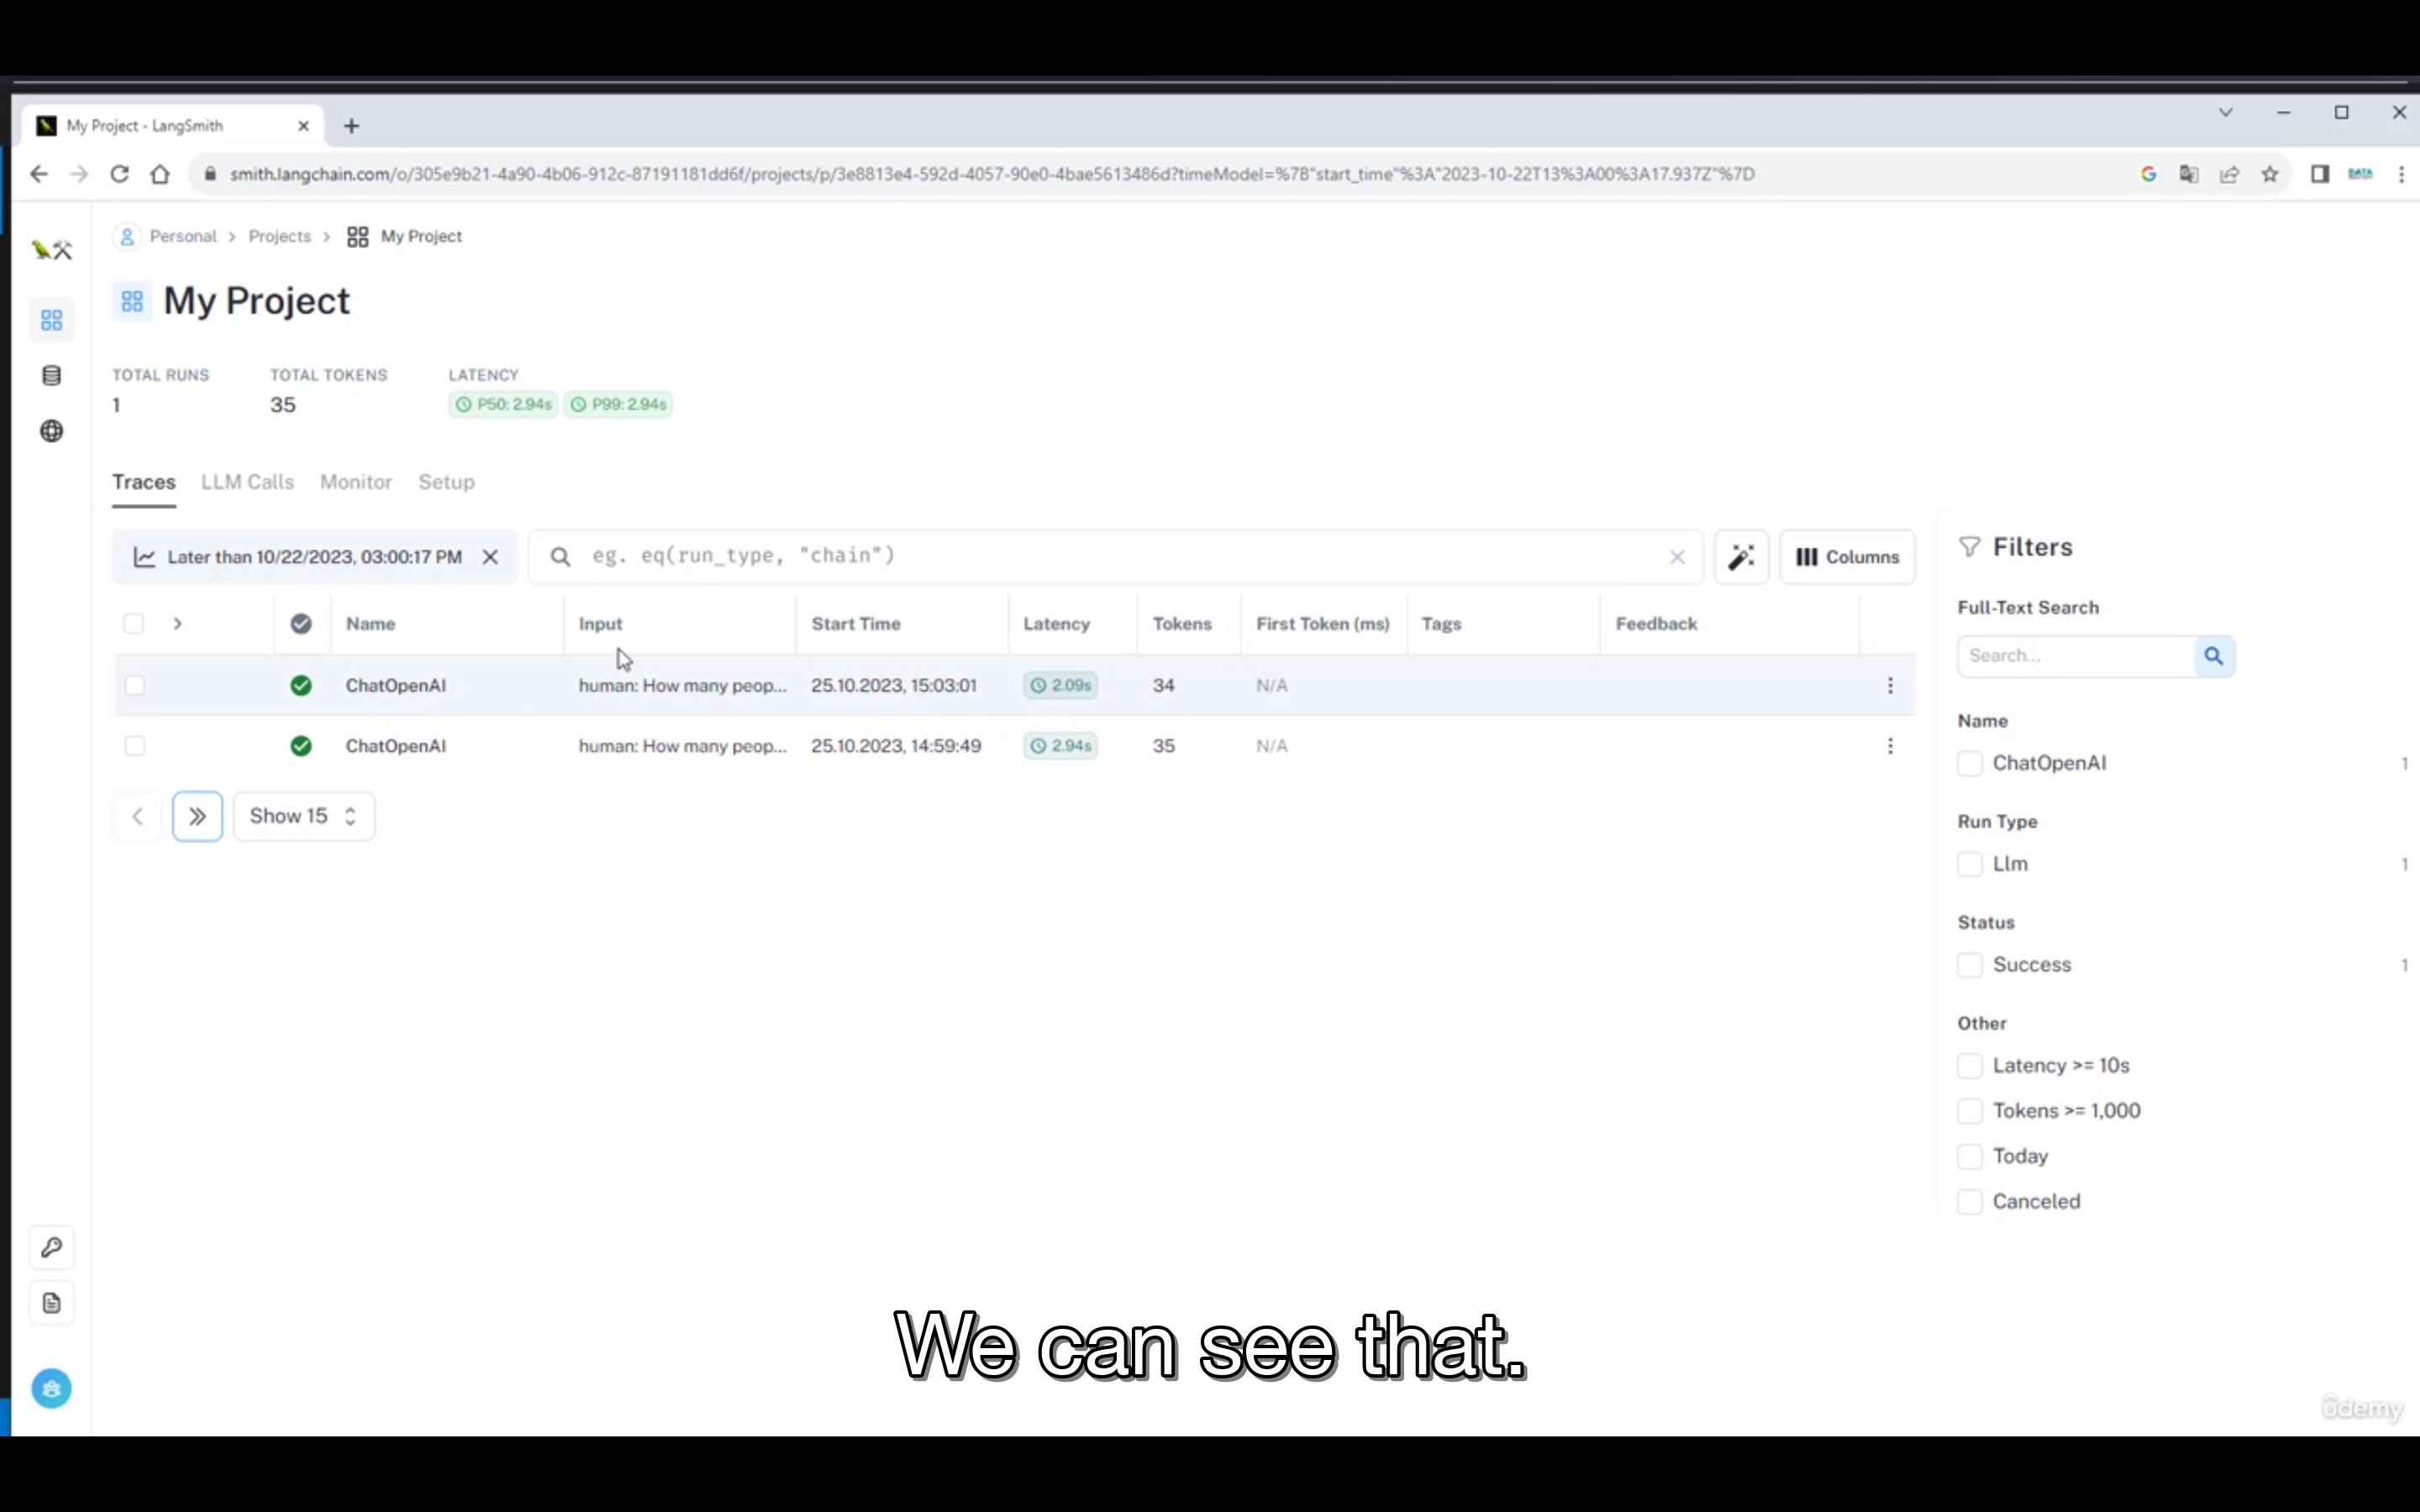 My Project - LangSmith
smith.langchain.com/o/305e9b21-4a90-4b06-912c-87191181dd6f/projects/p/3e8813e4-592d-4057-90e0-4bae5613486d?timeModel=%7B"start_time"%3A"2023-10-22T13%3A00%3A17.937Z"%7D
DATA
Personal > Projects > My Project
My Project
TOTAL RUNS TOTAL TOKENS LATENCY
1 35 P50: 2.94s P99: 2.94s
Traces LLM Calls Monitor Setup
Later than 10/22/2023, 03:00:17 PM
eg. eq(run_type, "chain")
Columns
Name Input Start Time Latency Tokens First Token (ms) Tags Feedback
ChatOpenAI human: How many peop... 25.10.2023, 15:03:01 2.09s 34 N/A
ChatOpenAI human: How many peop... 25.10.2023, 14:59:49 2.94s 35 N/A
Show 15
Filters
Full-Text Search
Search...
Name
ChatOpenAI 1
Run Type
Llm 1
Status
Success 1
Other
Latency >= 10s
Tokens >= 1,000
Today
Canceled
We can see that.
ûdemy